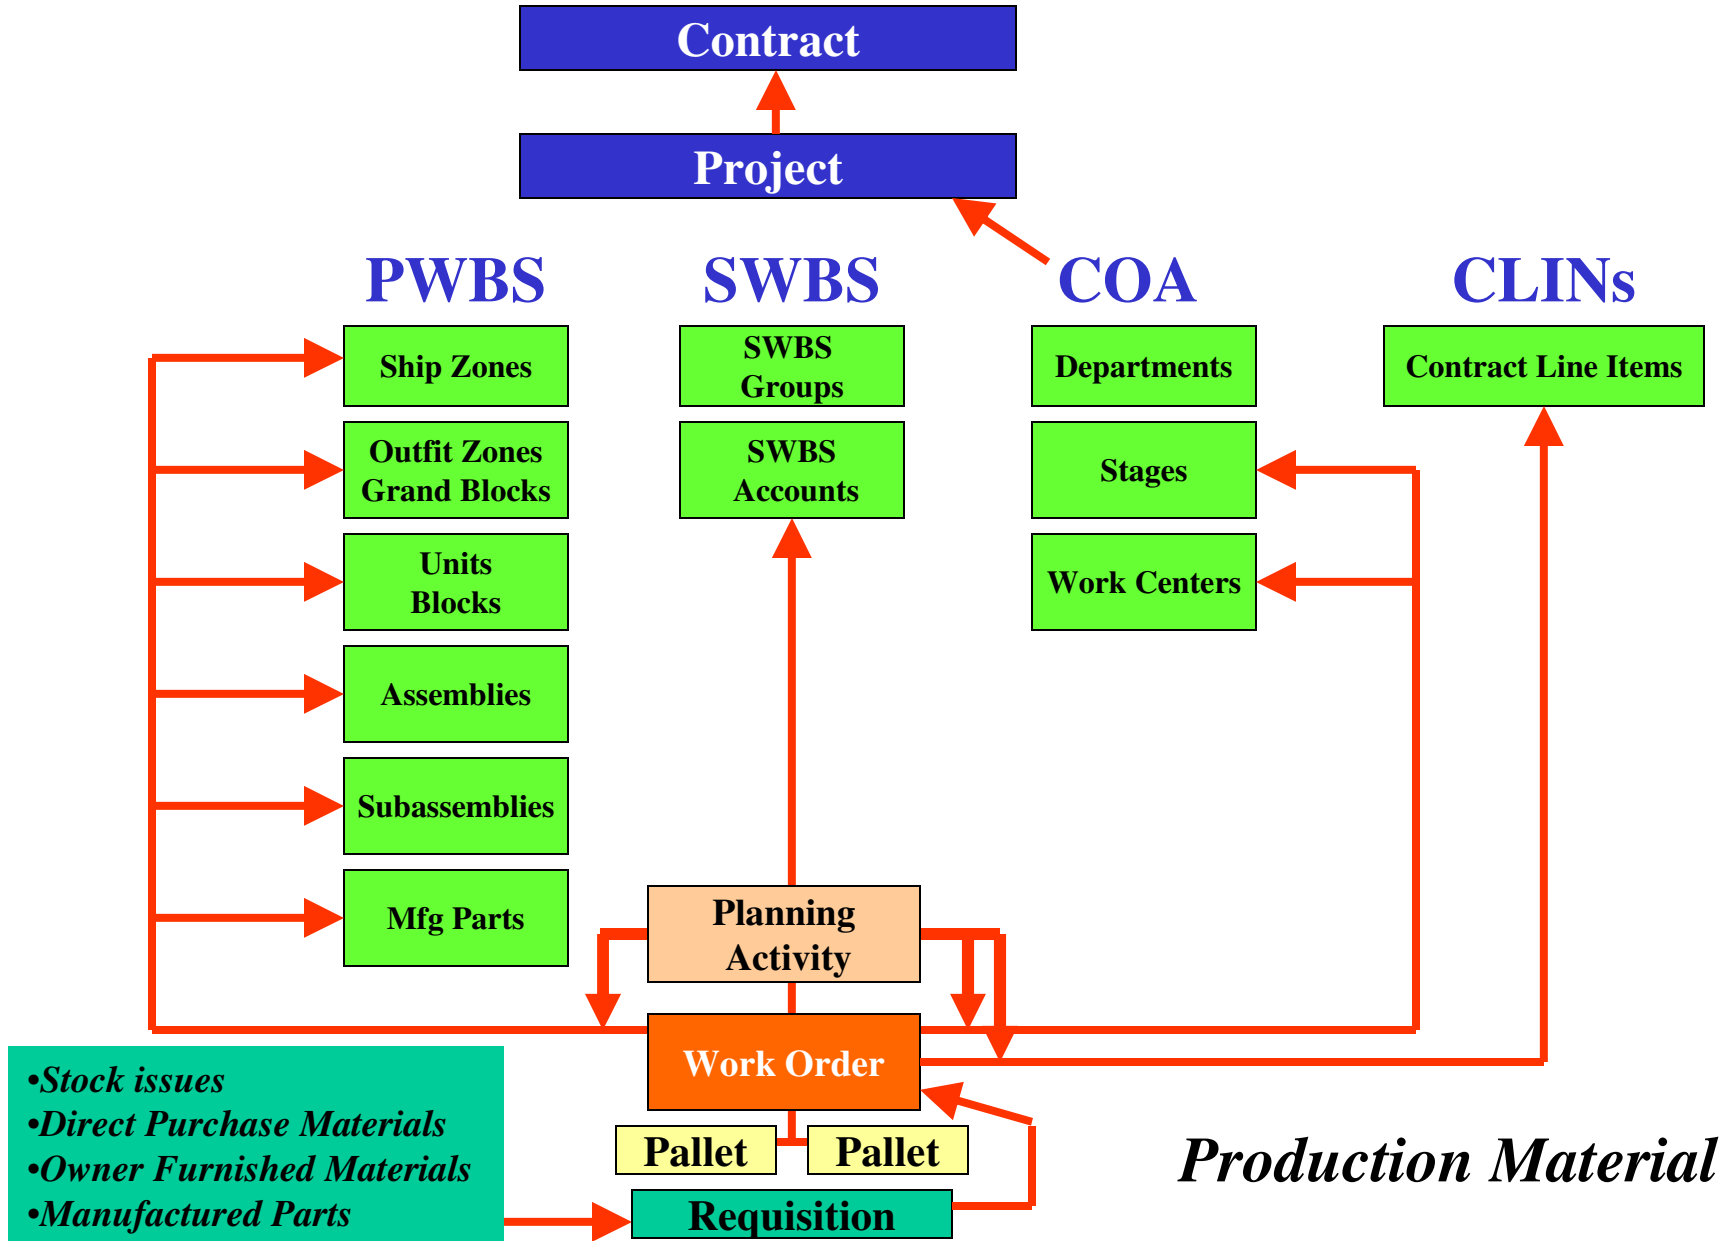 Contract
Project
PWBS
SWBS
COA
CLINs
Ship Zones
Outfit Zones
Grand Blocks
Units
Blocks
Assemblies
Subassemblies
Mfg Parts
SWBS
Groups
SWBS
Accounts
Departments
Stages
Work Centers
Contract Line Items
Planning
Activity
Work Order
Pallet
Pallet
Requisition
•Stock issues
•Direct Purchase Materials
•Owner Furnished Materials
•Manufactured Parts
Production Material